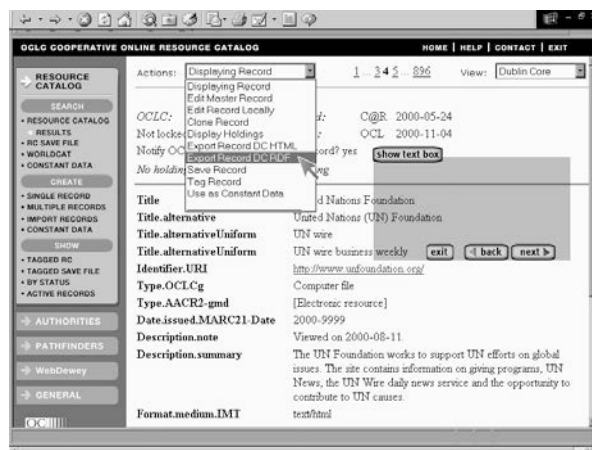 OCLC COOPERATIVE ONLINE RESOURCE CATALOG HOME | HELP | CONTACT | EXIT
RESOURCE
CATALOG
SEARCH
• RESOURCE CATALOG
RESULTS
• RC SAVE FILE
• WORLDCAT
• CONSTANT DATA
CREATE
• SINGLE RECORD
• MULTIPLE RECORDS
• IMPORT RECORDS
• CONSTANT DATA
SHOW
• TAGGED RC
• TAGGED SAVE FILE
• BY STATUS
• ACTIVE RECORDS
AUTHORITIES
PATHFINDERS
WebDewey
GENERAL
OC
Actions: Displaying Record 1 ... 3 4 5 ... 896 View: Dublin Core
Displaying Record
Edit Master Record
Edit Record Locally
Clone Record
Display Holdings
Export Record DC HTML
Export Record DC RDF
Save Record
Tag Record
Use as Constant Data
OCLC: d: C@R 2000-05-24
Not locked : OCL 2000-11-04
Notify OC ord? yes Show text box
No holdin ng
Title d Nations Foundation
Title.alternative United Nations (UN) Foundation
Title.alternativeUniform UN wire
Title.alternativeUniform UN wire business weekly exit back next
Identifier.URI http://www.unfoundation.org/
Type.OCLCg Computer file
Type.AACR2-gmd [Electronic resource]
Date.issued.MARC21-Date 2000-9999
Description.note Viewed on 2000-08-11.
Description.summary The UN Foundation works to support UN efforts on global
issues. The site contains information on giving programs, UN
News, the UN Wire daily news service and the opportunity to
contribute to UN causes.
Format.medium.IMT text/html